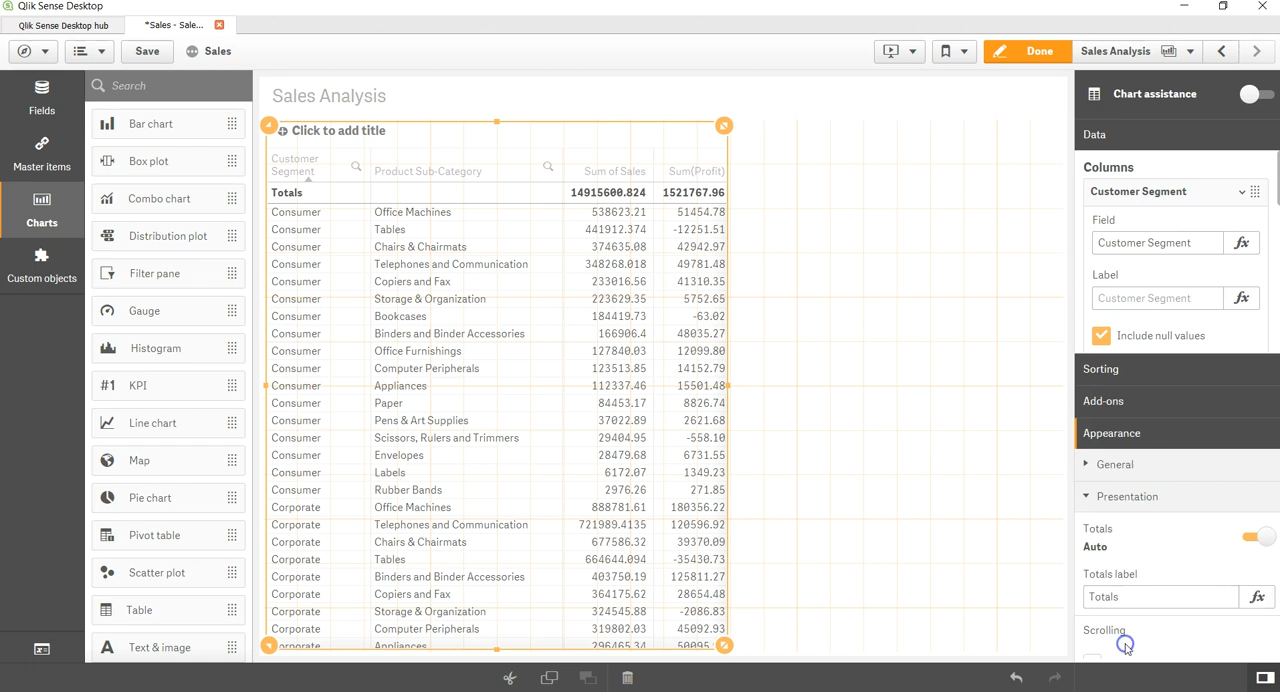 Qlik Sense Desktop
Qlik Sense Desktop hub
*Sales - Sale...
Save
Sales
Done
Sales Analysis
Fields
Master items
Charts
Custom objects
Search
Bar chart
Box plot
Combo chart
Distribution plot
Filter pane
Gauge
Histogram
#1 KPI
Line chart
Map
Pie chart
Pivot table
Scatter plot
Table
A Text & image
Sales Analysis
Click to add title
Customer Segment Product Sub-Category Sum of Sales Sum(Profit)
Totals 14915600.824 1521767.96
Consumer Office Machines 538623.21 51454.78
Consumer Tables 441912.374 -12251.51
Consumer Chairs & Chairmats 374635.08 42942.97
Consumer Telephones and Communication 348268.018 49781.48
Consumer Copiers and Fax 233016.56 41310.35
Consumer Storage & Organization 223629.35 5752.65
Consumer Bookcases 184419.73 -63.02
Consumer Binders and Binder Accessories 166906.4 48035.27
Consumer Office Furnishings 127840.03 12099.80
Consumer Computer Peripherals 123513.85 14152.79
Consumer Appliances 112337.46 15501.48
Consumer Paper 84453.17 8826.74
Consumer Pens & Art Supplies 37022.89 2621.68
Consumer Scissors, Rulers and Trimmers 29404.95 -558.10
Consumer Envelopes 28479.68 6731.55
Consumer Labels 6172.07 1349.23
Consumer Rubber Bands 2976.26 271.85
Corporate Office Machines 888781.61 180356.22
Corporate Telephones and Communication 721989.4135 120596.92
Corporate Chairs & Chairmats 677586.32 39370.09
Corporate Tables 664644.094 -35430.73
Corporate Binders and Binder Accessories 403750.19 125811.27
Corporate Copiers and Fax 364175.62 28654.48
Corporate Storage & Organization 324545.88 -2086.83
Corporate Computer Peripherals 319802.03 45092.93
Appliances 296465.34
Chart assistance
Data
Columns
Customer Segment
Field
Customer Segment fx
Label
Customer Segment fx
Include null values
Sorting
Add-ons
Appearance
General
Presentation
Totals
Auto
Totals label
Totals fx
Scrolling